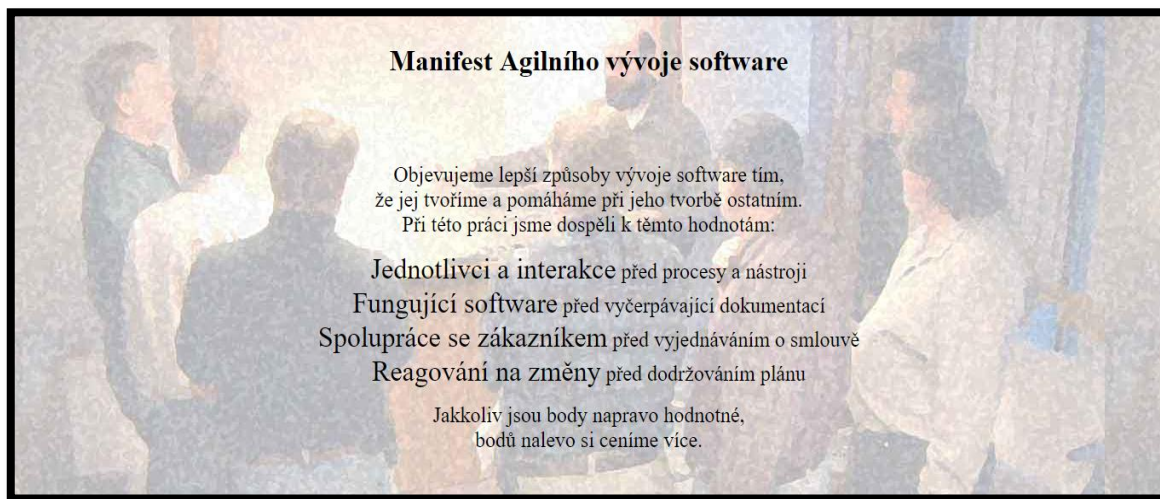 Manifest Agilního vývoje software
Objevujeme lepší způsoby vývoje software tím,
že jej tvoříme a pomáháme při jeho tvorbě ostatním.
Při této práci jsme dospěli k těmto hodnotám:
Jednotlivci a interakce před procesy a nástroji
Fungující software před vyčerpávající dokumentací
Spolupráce se zákazníkem před vyjednáváním o smlouvě
Reagování na změny před dodržováním plánu
Jakkoliv jsou body napravo hodnotné,
bodů nalevo si ceníme více.